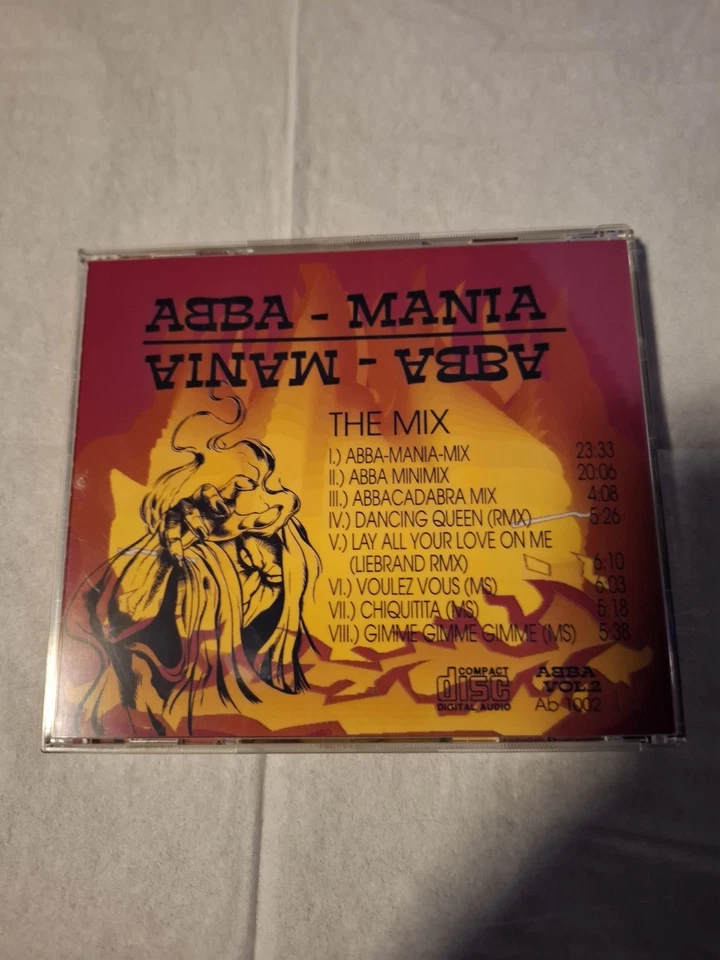 ABBA - MANIA
ABBA - MANIA
THE MIX
I.) ABBA-MANIA-MIX 23:33
II.) ABBA MINIMIX 20:06
III.) ABBACADABRA MIX 4:08
IV.) DANCING QUEEN (RMX) 5:26
V.) LAY ALL YOUR LOVE ON ME
(LIEBRAND RMX) 6:10
VI.) VOULEZ VOUS (MS) 6:03
VII.) CHIQUITITA (MS) 5:18
VIII.) GIMME GIMME GIMME (MS) 5:38
COMPACT
disc
DIGITAL AUDIO
ABBA
VOL.2
Ab 1002